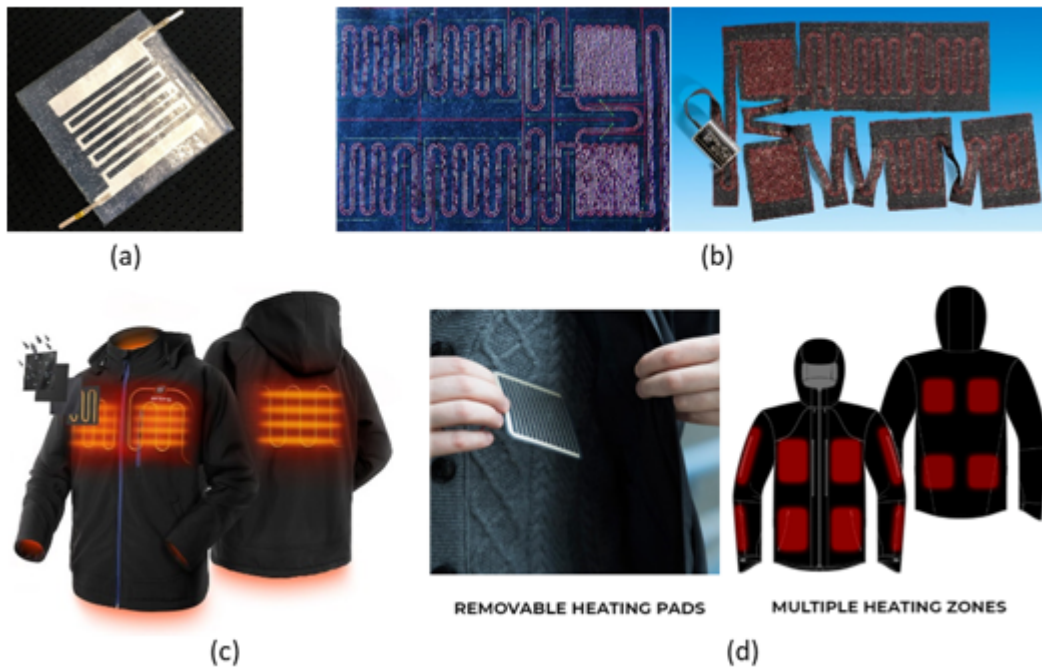 (a)
(b)
REMOVABLE HEATING PADS
MULTIPLE HEATING ZONES
(c)
(d)